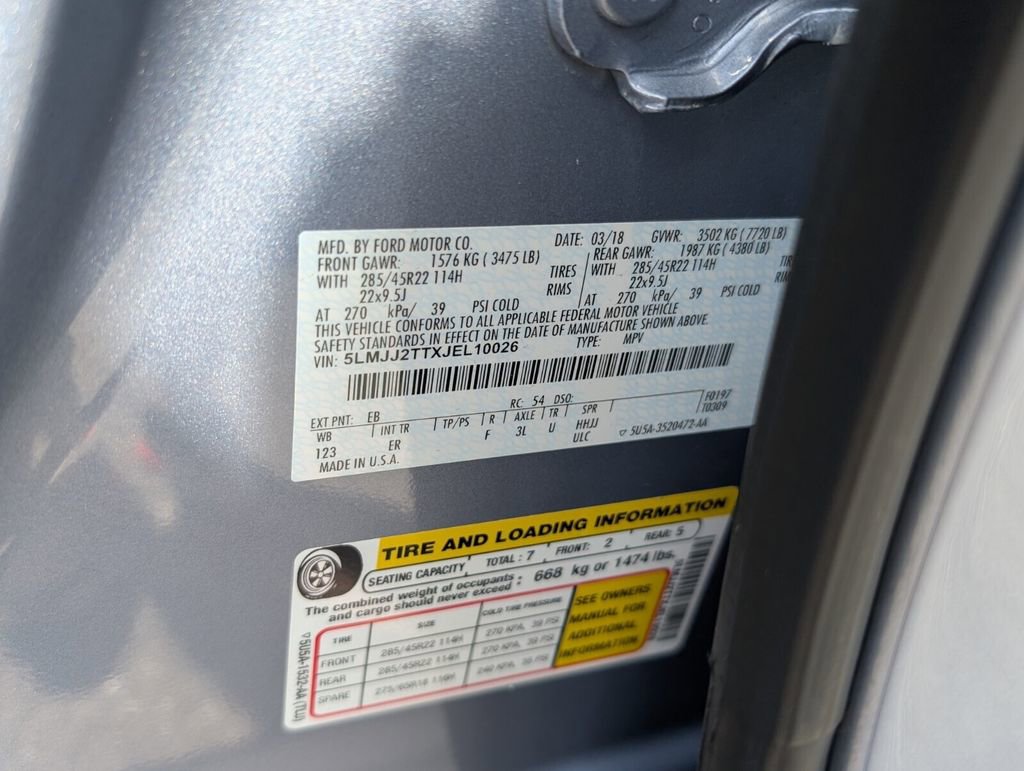 MFD. BY FORD MOTOR CO. DATE: 03/18 GVWR: 3502 KG ( 7720 LB)
FRONT GAWR: 1576 KG ( 3475 LB) REAR GAWR: 1987 KG ( 4380 LB)
WITH 285/45R22 114H TIRES WITH 285/45R22 114H
22x9.5J RIMS 22x9.5J
AT 270 kPa/ 39 PSI COLD AT 270 kPa/ 39 PSI COLD
THIS VEHICLE CONFORMS TO ALL APPLICABLE FEDERAL MOTOR VEHICLE
SAFETY STANDARDS IN EFFECT ON THE DATE OF MANUFACTURE SHOWN ABOVE.
VIN: 5LMJJ2TTXJEL10026 TYPE: MPV
EXT PNT: EB RC: 54 DSO: F0197
WB INT TR TP/PS R AXLE TR SPR T0309
123 ER F 3L U HHJJ
ULC 5U5A-3520472-AA
MADE IN U.S.A.
TIRE AND LOADING INFORMATION
SEATING CAPACITY TOTAL : 7 FRONT: 2 REAR: 5
The combined weight of occupants and cargo should never exceed : 668 kg or 1474 lbs.
TIRE SIZE COLD TIRE PRESSURE
FRONT 285/45R22 114H 270 KPA, 39 PSI
REAR 285/45R22 114H 270 KPA, 39 PSI
SPARE
SEE OWNERS
MANUAL FOR
ADDITIONAL
INFORMATION
5U5A-1532-AA (TLU)